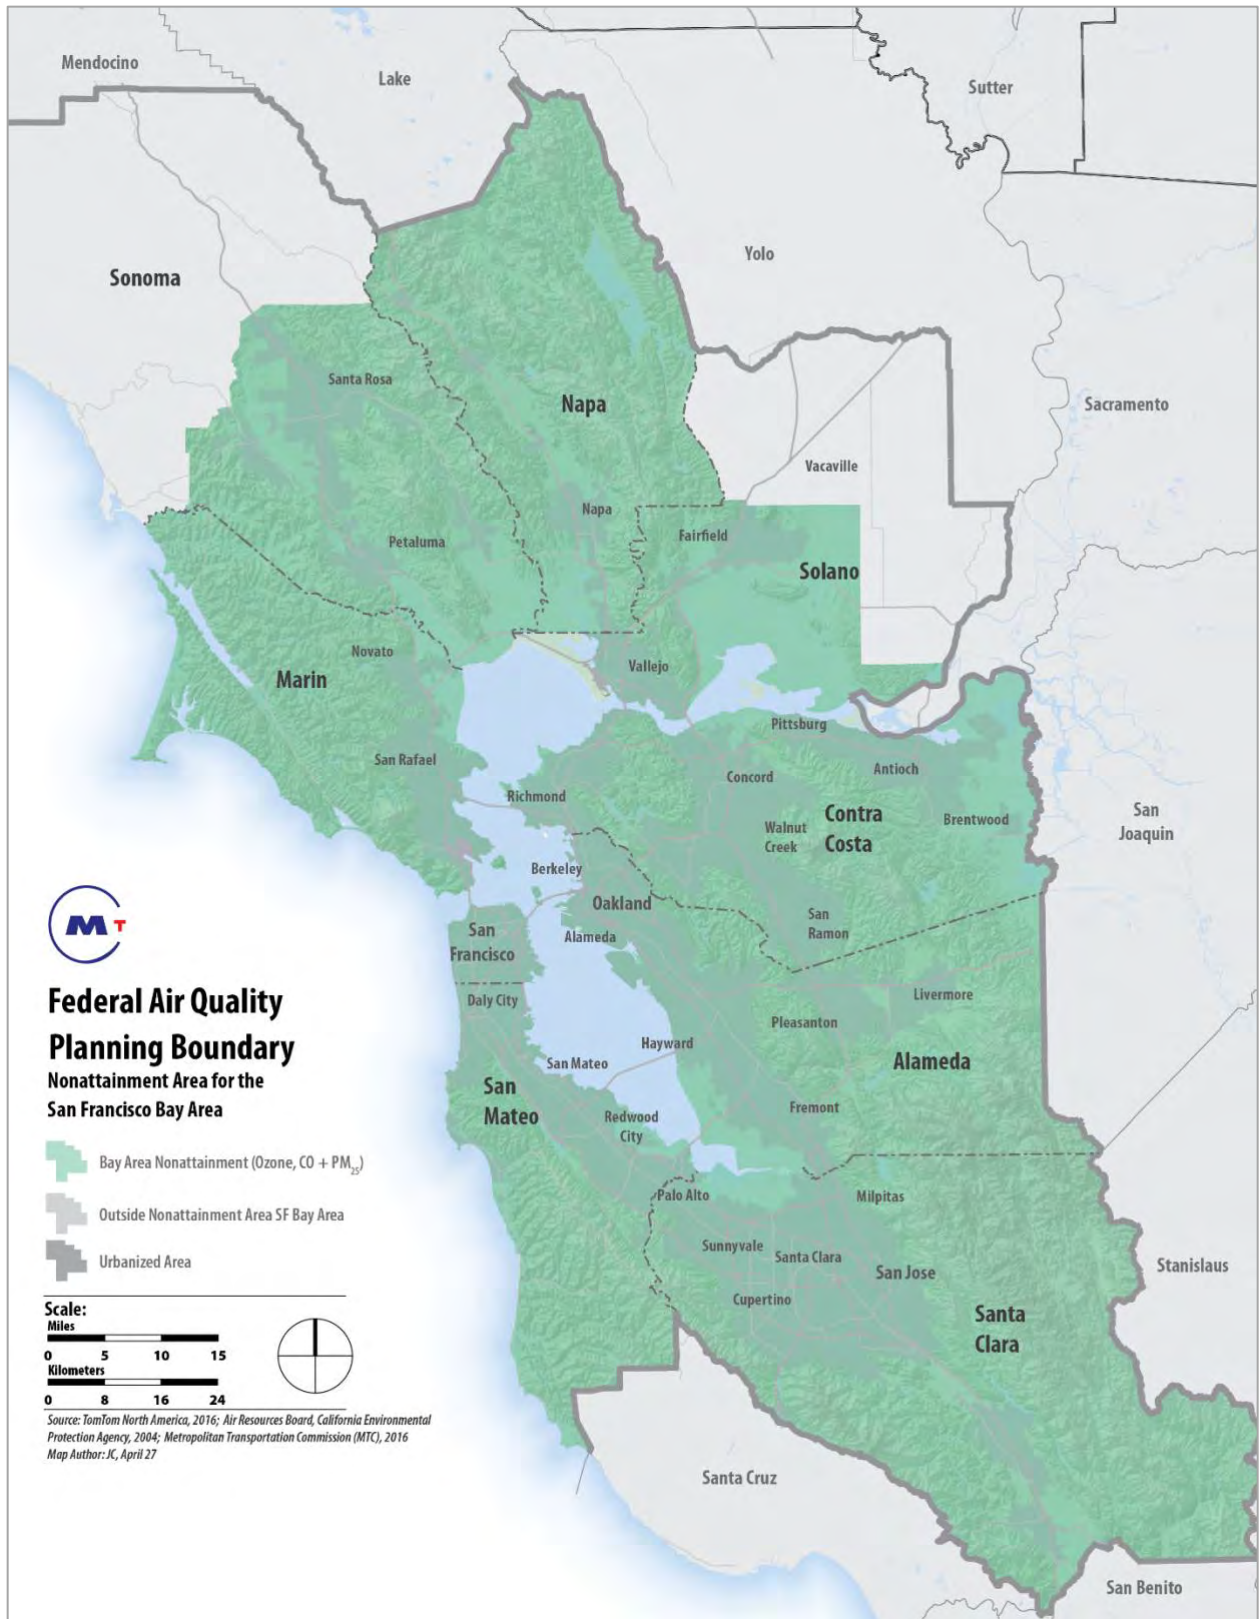 Mendocino
Lake
Sutter
Yolo
Sonoma
Sacramento
Santa Rosa
Napa
Vacaville
Napa
Fairfield
Petaluma
Solano
Novato
Vallejo
Marin
Pittsburg
San Rafael
Concord
Antioch
Richmond
Contra
Costa
Brentwood
San
Joaquin
Walnut
Creek
Berkeley
Oakland
San
Ramon
San
Francisco
Alameda
M T
Federal Air Quality
Planning Boundary
Nonattainment Area for the
San Francisco Bay Area
Daly City
Livermore
Pleasanton
Hayward
San Mateo
Alameda
San
Mateo
Redwood
City
Fremont
Bay Area Nonattainment (Ozone, CO + PM25)
Outside Nonattainment Area SF Bay Area
Urbanized Area
Palo Alto
Milpitas
Sunnyvale
Santa Clara
San Jose
Cupertino
Stanislaus
Santa
Clara
Scale:
Miles
0 5 10 15
Kilometers
0 8 16 24
Source: TomTom North America, 2016; Air Resources Board, California Environmental
Protection Agency, 2004; Metropolitan Transportation Commission (MTC), 2016
Map Author: JC, April 27
Santa Cruz
San Benito